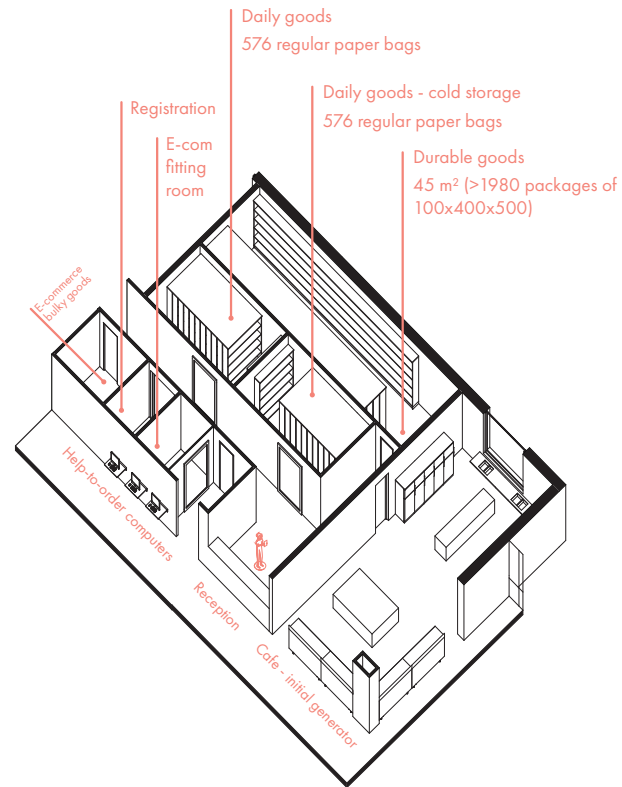 Daily goods
576 regular paper bags
Daily goods - cold storage
576 regular paper bags
Registration
E-com
fitting
room
Durable goods
45 m² (>1980 packages of
100x400x500)
E-commerce
bulky goods
Help-to-order computers
Reception
Cafe - initial generator